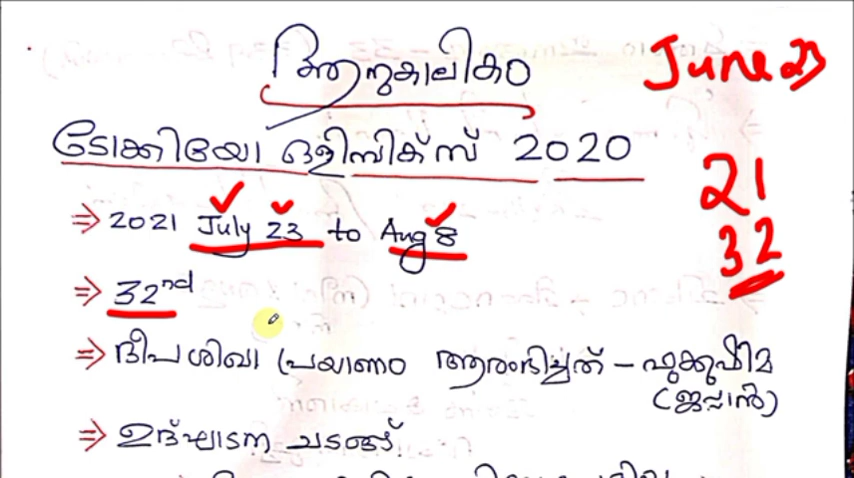 ആനുകാലികം
June 23
ടോക്കിയോ ഒളിമ്പിക്സ് 2020
21
⇒ 2021 July 23 to Aug 8
32
⇒ 32nd
⇒ ദീപശിഖാ പ്രയാണം ആരംഭിച്ചത് – ഫുക്കുഷിമ
(ജപ്പാൻ)
⇒ ഉദ്ഘാടന ചടങ്ങ്